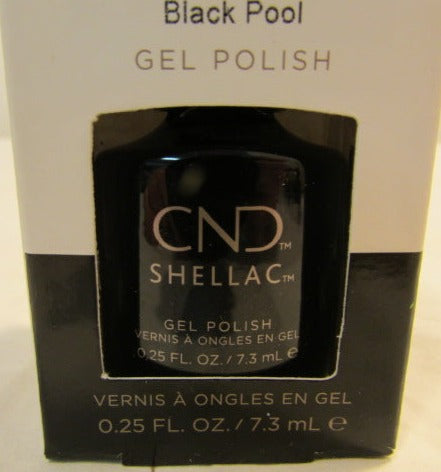 Black Pool
GEL POLISH
CND™
SHELLAC™
GEL POLISH
VERNIS À ONGLES EN GEL
0.25 FL. OZ. / 7.3 mL ℮
VERNIS À ONGLES EN GEL
0.25 FL. OZ. / 7.3 mL ℮